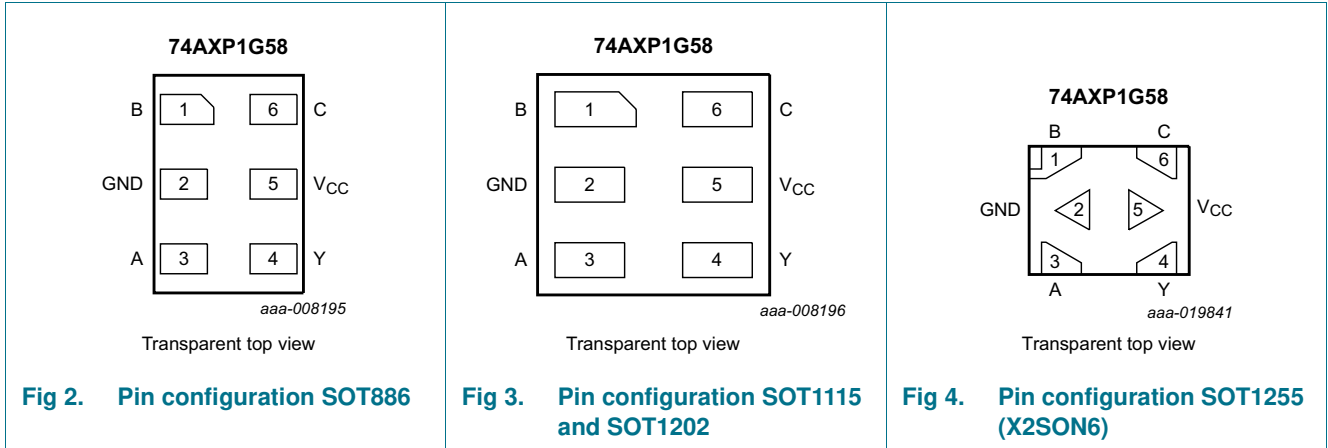 74AXP1G58
B 1 6 C
GND 2 5 VCC
A 3 4 Y
aaa-008195
Transparent top view
Fig 2. Pin configuration SOT886
74AXP1G58
B 1 6 C
GND 2 5 VCC
A 3 4 Y
aaa-008196
Transparent top view
Fig 3. Pin configuration SOT1115
and SOT1202
74AXP1G58
B C
1 6
GND 2 5 VCC
3 4
A Y
aaa-019841
Transparent top view
Fig 4. Pin configuration SOT1255
(X2SON6)